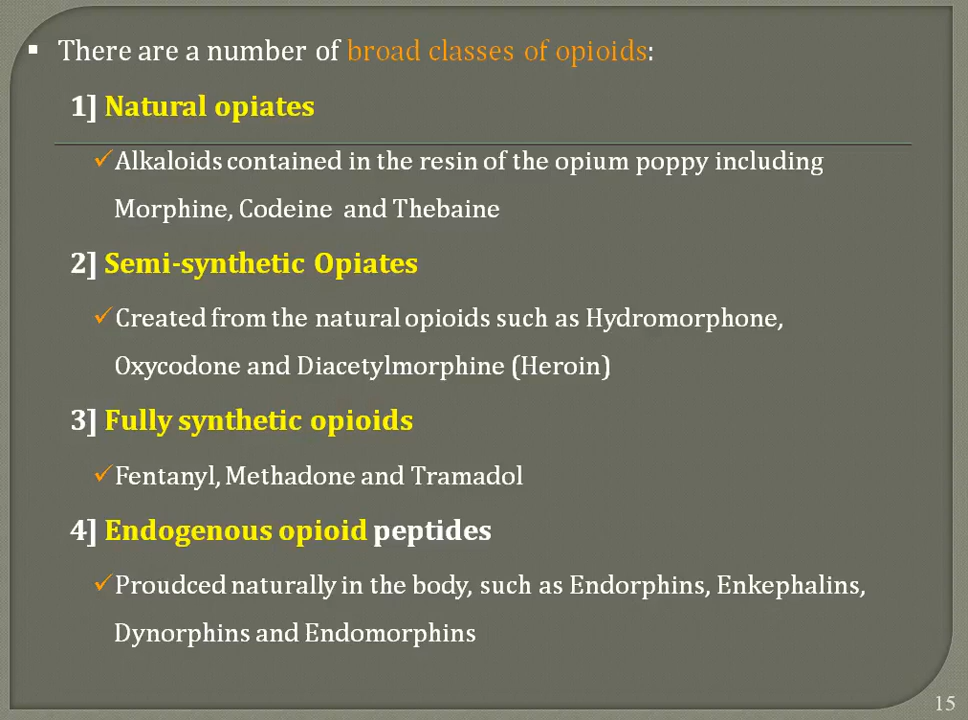 ▪ There are a number of broad classes of opioids:
1] Natural opiates
✓Alkaloids contained in the resin of the opium poppy including
Morphine, Codeine and Thebaine
2] Semi-synthetic Opiates
✓Created from the natural opioids such as Hydromorphone,
Oxycodone and Diacetylmorphine (Heroin)
3] Fully synthetic opioids
✓Fentanyl, Methadone and Tramadol
4] Endogenous opioid peptides
✓Proudced naturally in the body, such as Endorphins, Enkephalins,
Dynorphins and Endomorphins
15